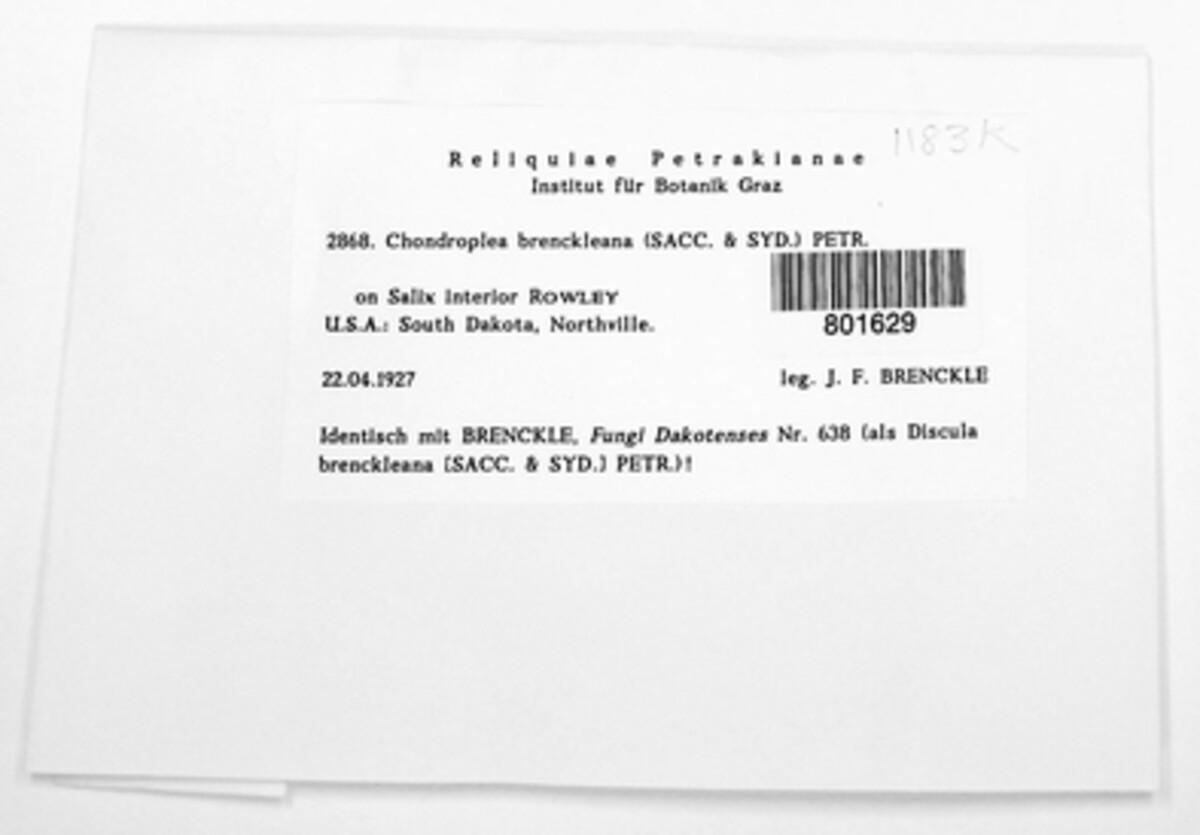 1183K
Reliquiae Petrakianae
Institut für Botanik Graz
2868. Chondroplea brenckleana (SACC. & SYD.) PETR.
on Salix interior ROWLEY
U.S.A.: South Dakota, Northville.
801629
22.04.1927 leg. J. F. BRENCKLE
Identisch mit BRENCKLE, Fungi Dakotenses Nr. 638 (als Discula
brenckleana [SACC. & SYD.] PETR.)!